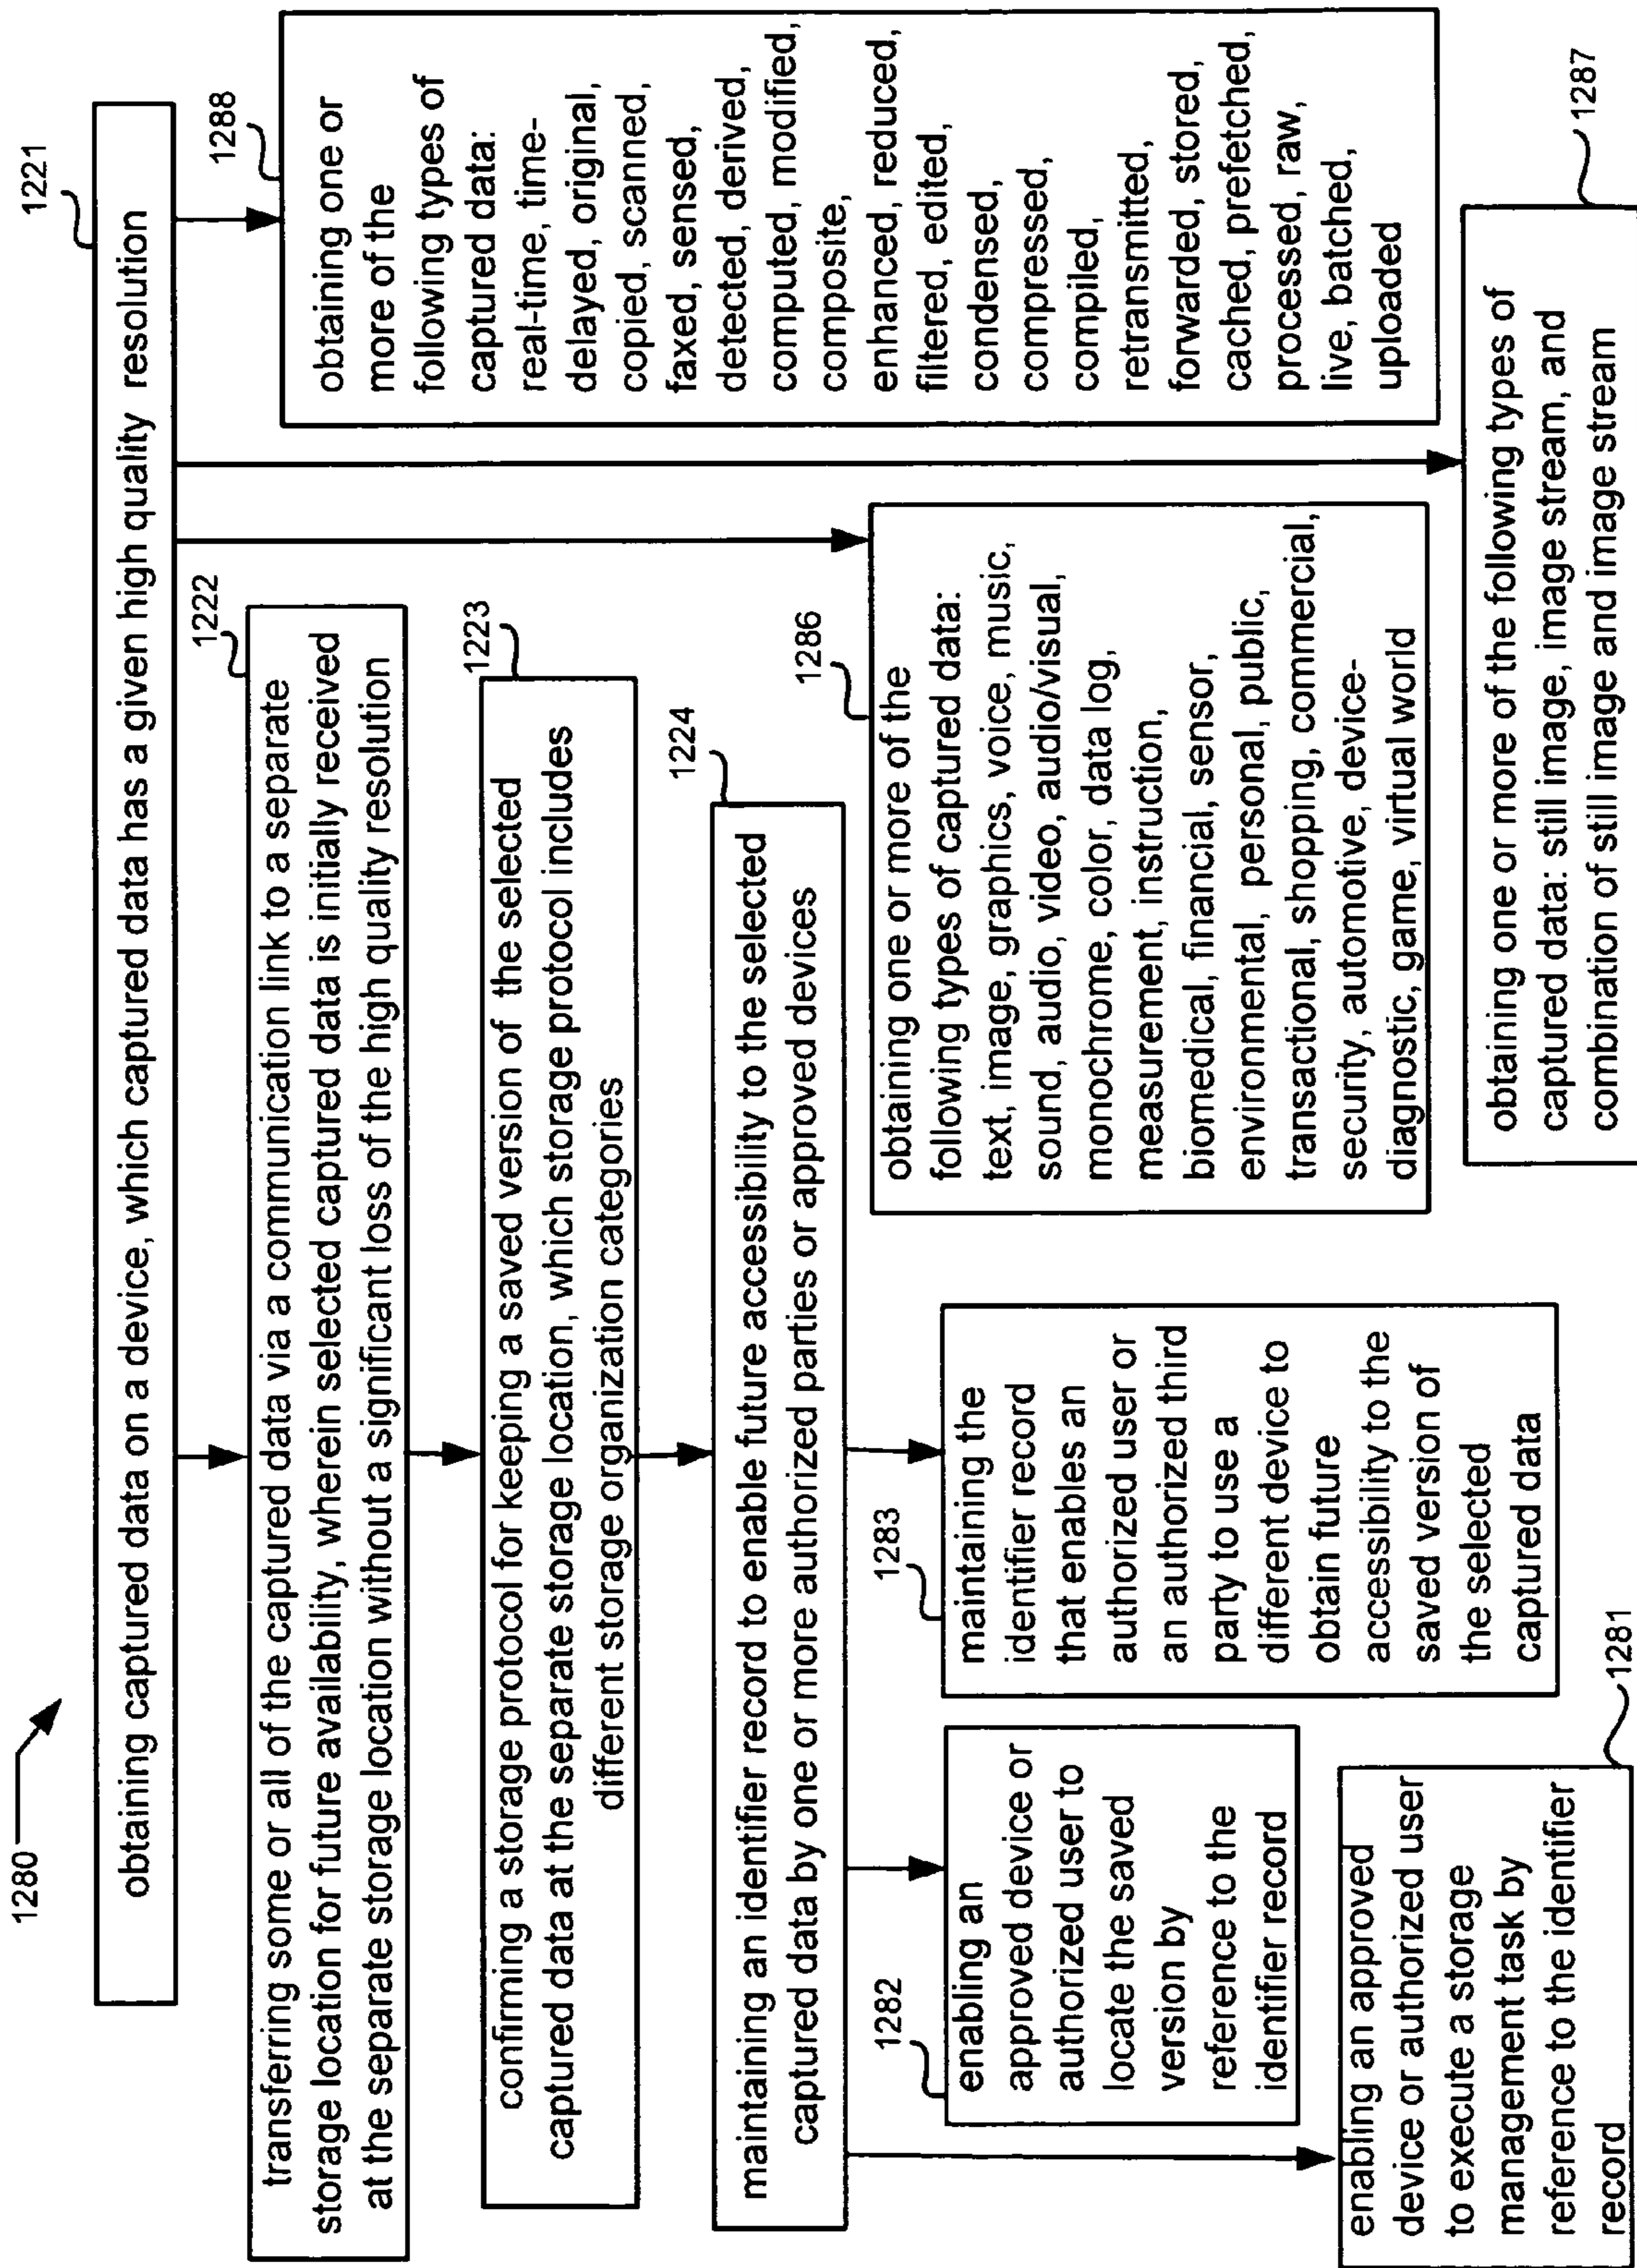 1280
1221
obtaining captured data on a device, which captured data has a given high quality resolution
1222
transferring some or all of the captured data via a communication link to a separate
storage location for future availability, wherein selected captured data is initially received
at the separate storage location without a significant loss of the high quality resolution
1223
confirming a storage protocol for keeping a saved version of the selected
captured data at the separate storage location, which storage protocol includes
different storage organization categories
1224
maintaining an identifier record to enable future accessibility to the selected
captured data by one or more authorized parties or approved devices
1282
enabling an
approved device or
authorized user to
locate the saved
version by
reference to the
identifier record
1281
enabling an approved
device or authorized user
to execute a storage
management task by
reference to the identifier
record
1283
maintaining the
identifier record
that enables an
authorized user or
an authorized third
party to use a
different device to
obtain future
accessibility to the
saved version of
the selected
captured data
1286
obtaining one or more of the
following types of captured data:
text, image, graphics, voice, music,
sound, audio, video, audio/visual,
monochrome, color, data log,
measurement, instruction,
biomedical, financial, sensor,
environmental, personal, public,
transactional, shopping, commercial,
security, automotive, device-
diagnostic, game, virtual world
1288
obtaining one or
more of the
following types of
captured data:
real-time, time-
delayed, original,
copied, scanned,
faxed, sensed,
detected, derived,
computed, modified,
composite,
enhanced, reduced,
filtered, edited,
condensed,
compressed,
compiled,
retransmitted,
forwarded, stored,
cached, prefetched,
processed, raw,
live, batched,
uploaded
1287
obtaining one or more of the following types of
captured data: still image, image stream, and
combination of still image and image stream